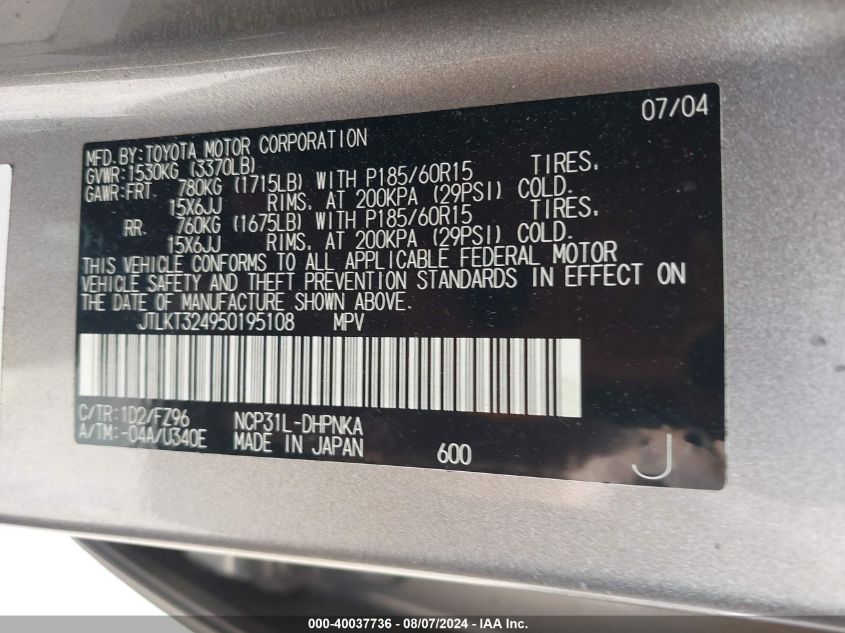 07/04
MFD. BY: TOYOTA MOTOR CORPORATION
GVWR: 1530KG (3370LB)
GAWR: FRT 780KG (1715LB) WITH P185/60R15 TIRES.
15X6JJ RIMS. AT 200KPA (29PSI) COLD.
RR. 760KG (1675LB) WITH P185/60R15 TIRES.
15X6JJ RIMS. AT 200KPA (29PSI) COLD.
THIS VEHICLE CONFORMS TO ALL APPLICABLE FEDERAL MOTOR
VEHICLE SAFETY AND THEFT PREVENTION STANDARDS IN EFFECT ON
THE DATE OF MANUFACTURE SHOWN ABOVE.
JTLKT324950195108 MPV
C/TR: 1D2/FZ96 NCP31L-DHPNKA
A/TM: -04A/U340E MADE IN JAPAN 600 J
000-40037736 - 08/07/2024 - IAA Inc.